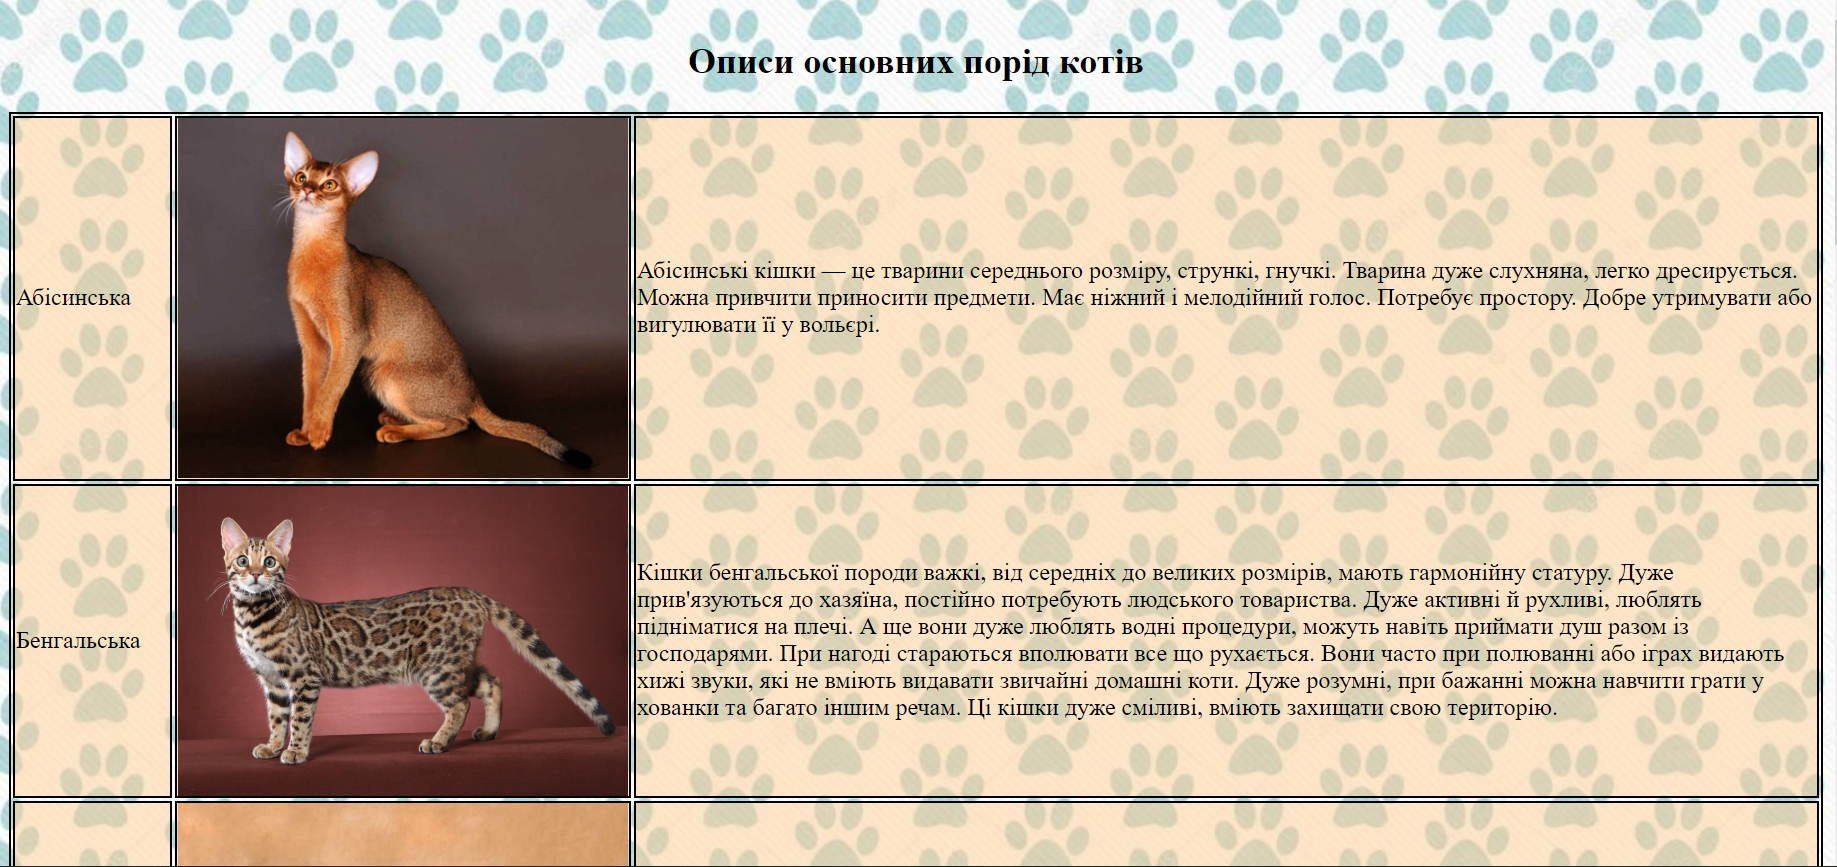 Описи основних порід котів
Абісинська
Абісинські кішки — це тварини середнього розміру, стрункі, гнучкі. Тварина дуже слухняна, легко дресирується.
Можна привчити приносити предмети. Має ніжний і мелодійний голос. Потребує простору. Добре утримувати або
вигулювати її у вольєрі.
Бенгальська
Кішки бенгальської породи важкі, від середніх до великих розмірів, мають гармонійну статуру. Дуже
прив'язуються до хазяїна, постійно потребують людського товариства. Дуже активні й рухливі, люблять
підніматися на плечі. А ще вони дуже люблять водні процедури, можуть навіть приймати душ разом із
господарями. При нагоді стараються вполювати все що рухається. Вони часто при полюванні або іграх видають
хижі звуки, які не вміють видавати звичайні домашні коти. Дуже розумні, при бажанні можна навчити грати у
хованки та багато іншим речам. Ці кішки дуже сміливі, вміють захищати свою територію.